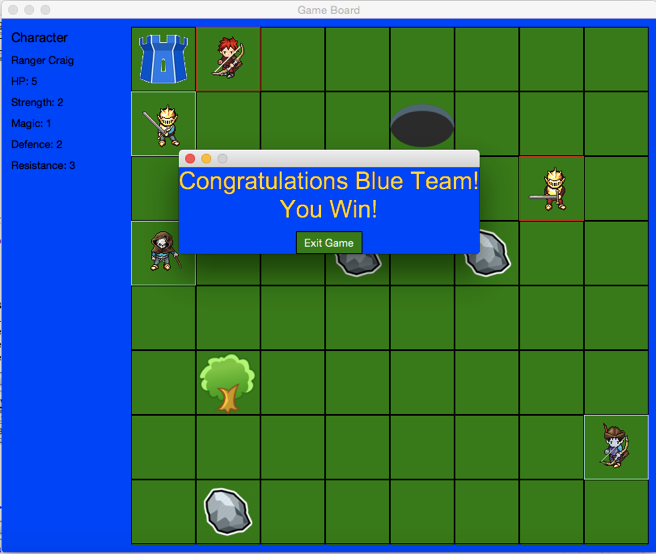 Game Board
Character
Ranger Craig
HP: 5
Strength: 2
Magic: 1
Defence: 2
Resistance: 3
Congratulations Blue Team!
You Win!
Exit Game